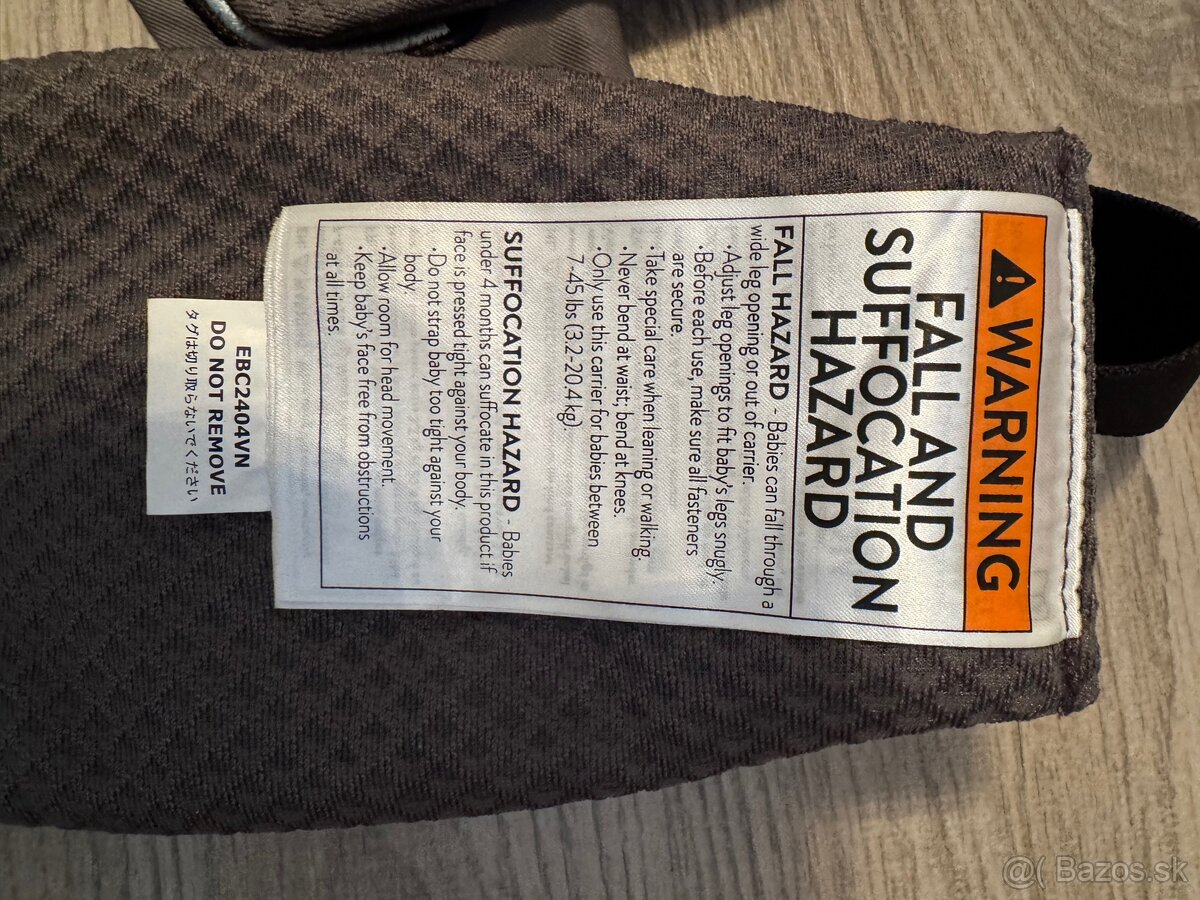 ⚠ WARNING
FALL AND
SUFFOCATION
HAZARD
FALL HAZARD - Babies can fall through a
wide leg opening or out of carrier.
•Adjust leg openings to fit baby's legs snugly.
•Before each use, make sure all fasteners
are secure.
•Take special care when leaning or walking.
•Never bend at waist; bend at knees.
•Only use this carrier for babies between
7-45 lbs (3.2-20.4 kg)
SUFFOCATION HAZARD - Babies
under 4 months can suffocate in this product if
face is pressed tight against your body.
•Do not strap baby too tight against your
body.
•Allow room for head movement.
•Keep baby's face free from obstructions
at all times.
EBC2404VN
DO NOT REMOVE
タグは切り取らないでください
@( Bazos.sk